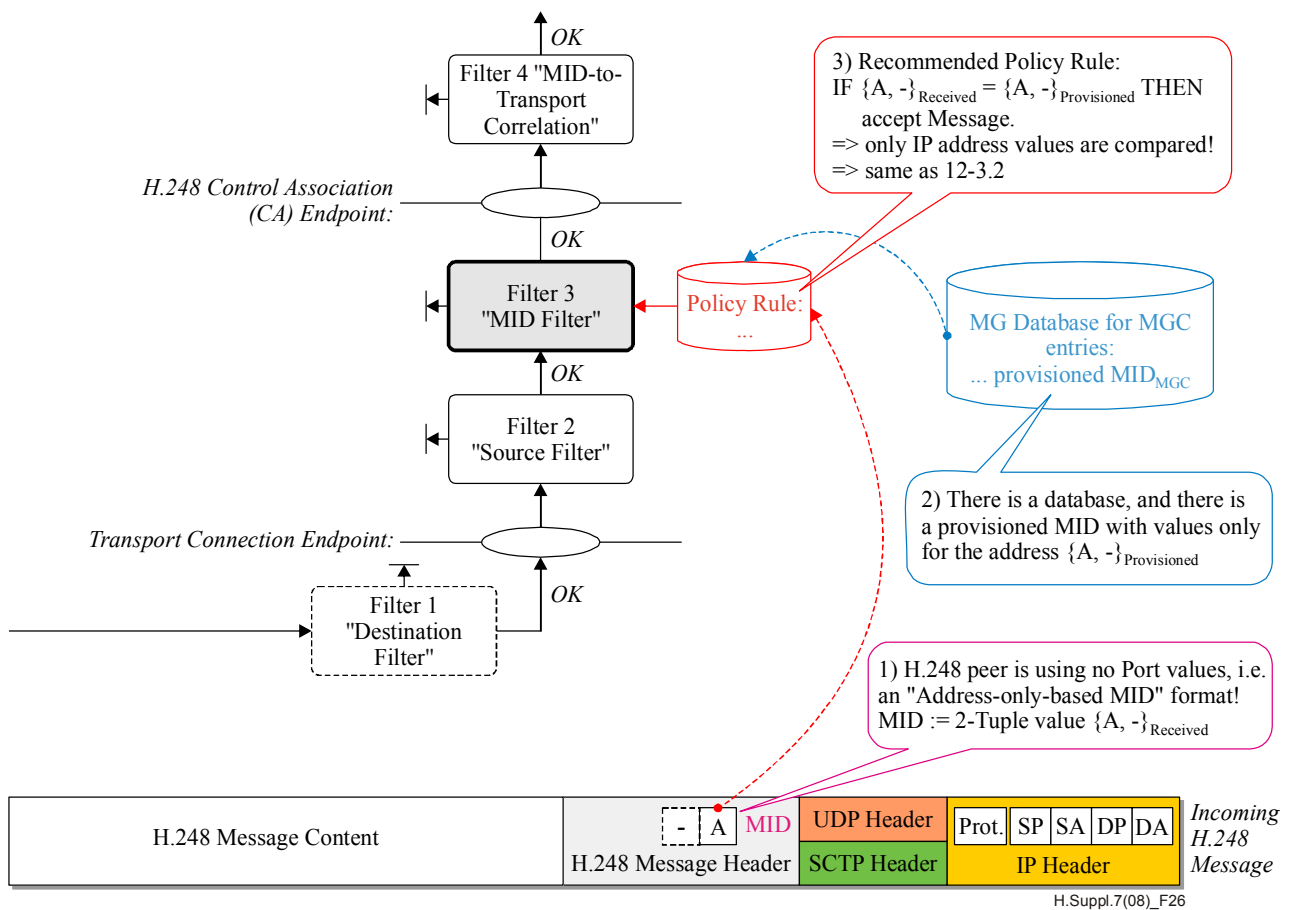 OK
Filter 4 "MID-to-
Transport
Correlation"
3) Recommended Policy Rule:
IF {A, -}Received = {A, -}Provisioned THEN
accept Message.
=> only IP address values are compared!
=> same as 12-3.2
H.248 Control Association
(CA) Endpoint:
OK
Filter 3
"MID Filter"
Policy Rule:
...
MG Database for MGC
entries:
... provisioned MIDMGC
OK
Filter 2
"Source Filter"
2) There is a database, and there is
a provisioned MID with values only
for the address {A, -}Provisioned
Transport Connection Endpoint:
OK
Filter 1
"Destination
Filter"
1) H.248 peer is using no Port values, i.e.
an "Address-only-based MID" format!
MID := 2-Tuple value {A, -}Received
H.248 Message Content
- A MID
H.248 Message Header
UDP Header
SCTP Header
Prot. SP SA DP DA
IP Header
Incoming
H.248
Message
H.Suppl.7(08)_F26